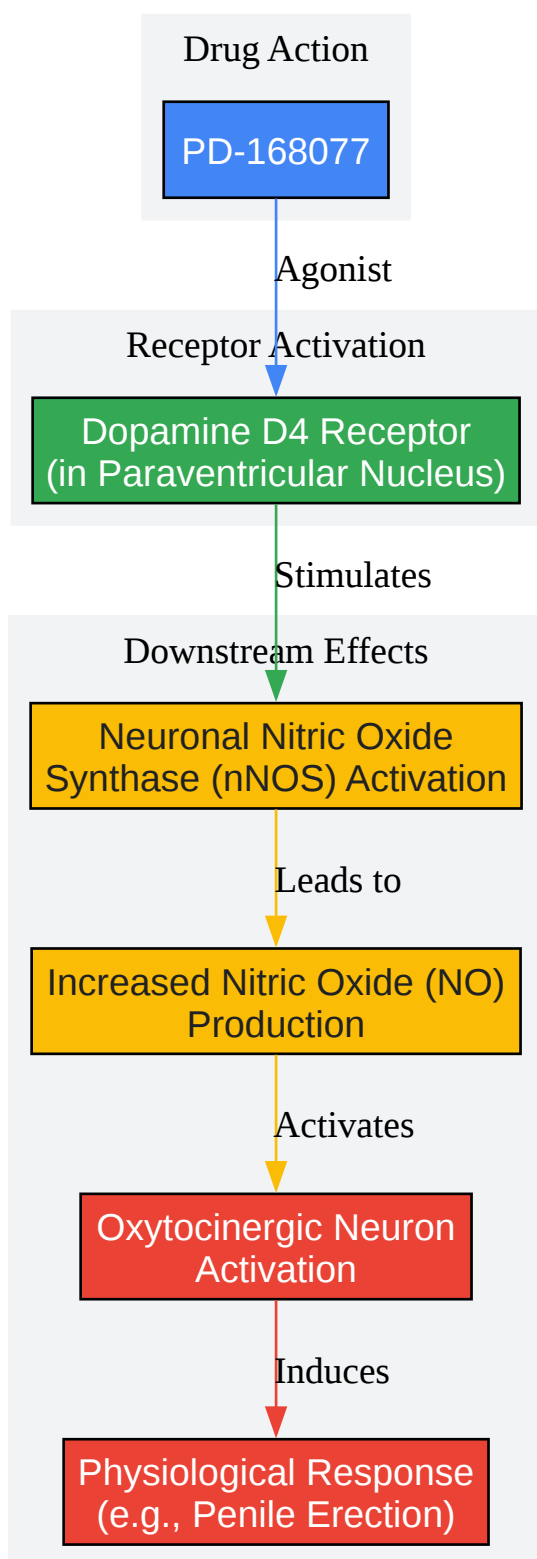 Drug Action
PD-168077
Agonist
Receptor Activation
Dopamine D4 Receptor
(in Paraventricular Nucleus)
Stimulates
Downstream Effects
Neuronal Nitric Oxide
Synthase (nNOS) Activation
Leads to
Increased Nitric Oxide (NO)
Production
Activates
Oxytocinergic Neuron
Activation
Induces
Physiological Response
(e.g., Penile Erection)